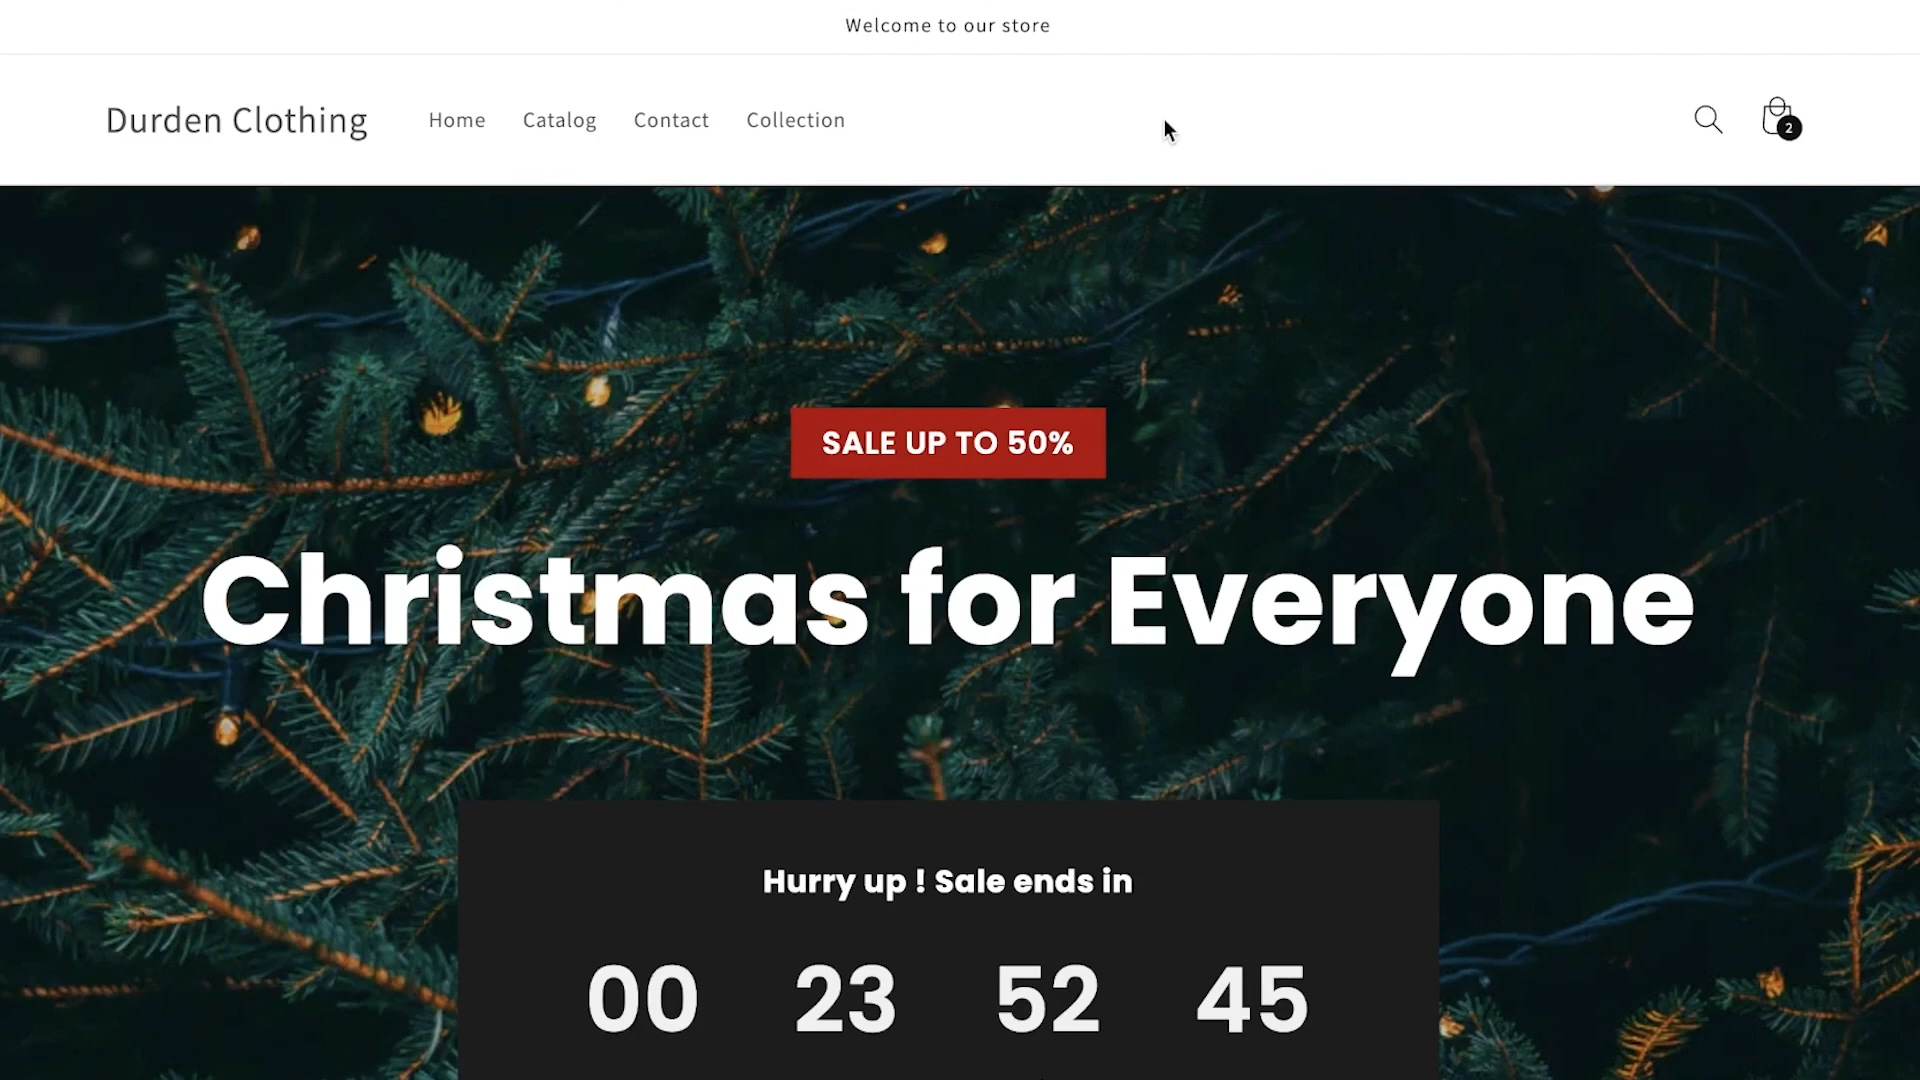 Welcome to our store
Durden Clothing Home Catalog Contact Collection
2
SALE UP TO 50%
Christmas for Everyone
Hurry up ! Sale ends in
00 23 52 45